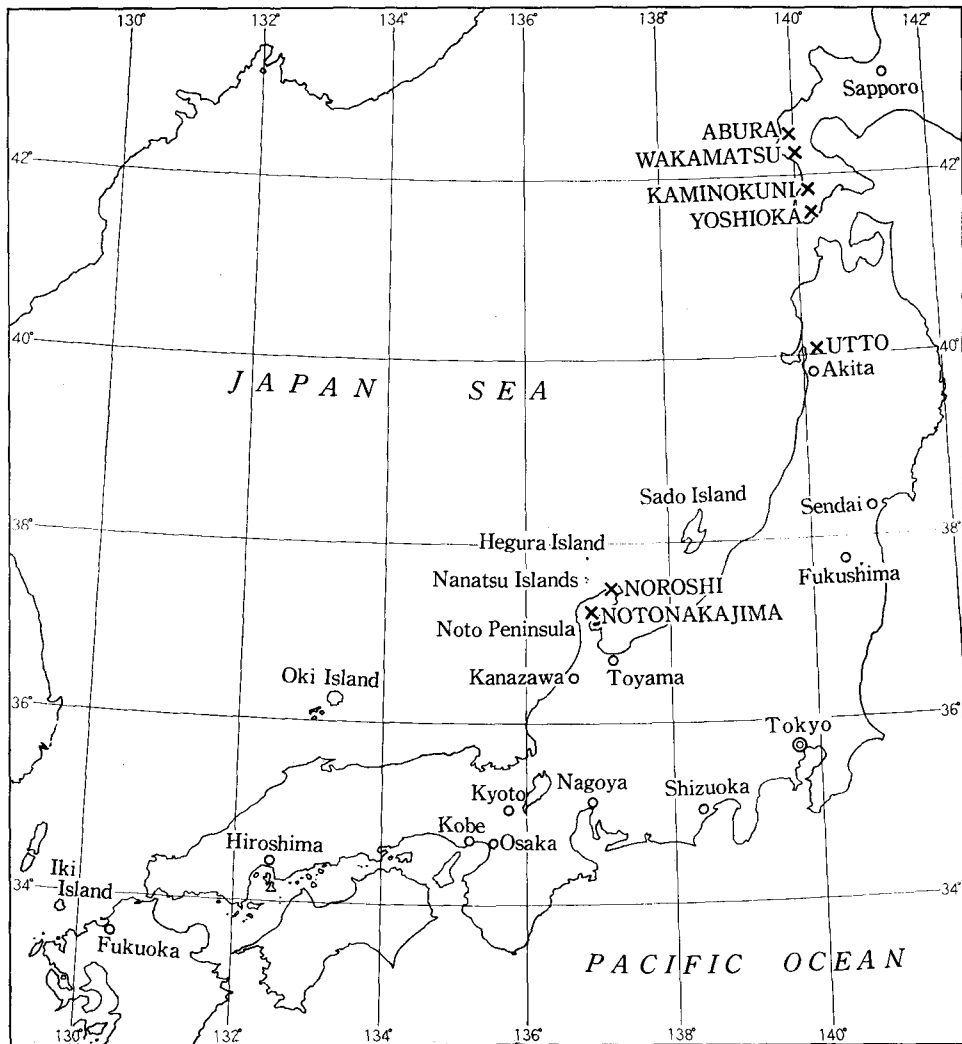 130° 132° 134° 136° 138° 140° 142°
Sapporo
ABURA
WAKAMATSU
42° 42°
KAMINOKUNI
YOSHIOKA
UTTO
40° 40°
Akita
JAPAN SEA
Sado Island
Sendai
38° 38°
Hegura Island
Fukushima
Nanatsu Islands
NOROSHI
NOTONAKAJIMA
Noto Peninsula
Kanazawa
Toyama
Oki Island
36° 36°
Tokyo
Nagoya
Shizuoka
Kyoto
Kobe
Osaka
Hiroshima
34° 34°
Iki
Island
Fukuoka
PACIFIC OCEAN
130° 132° 134° 136° 138° 140°